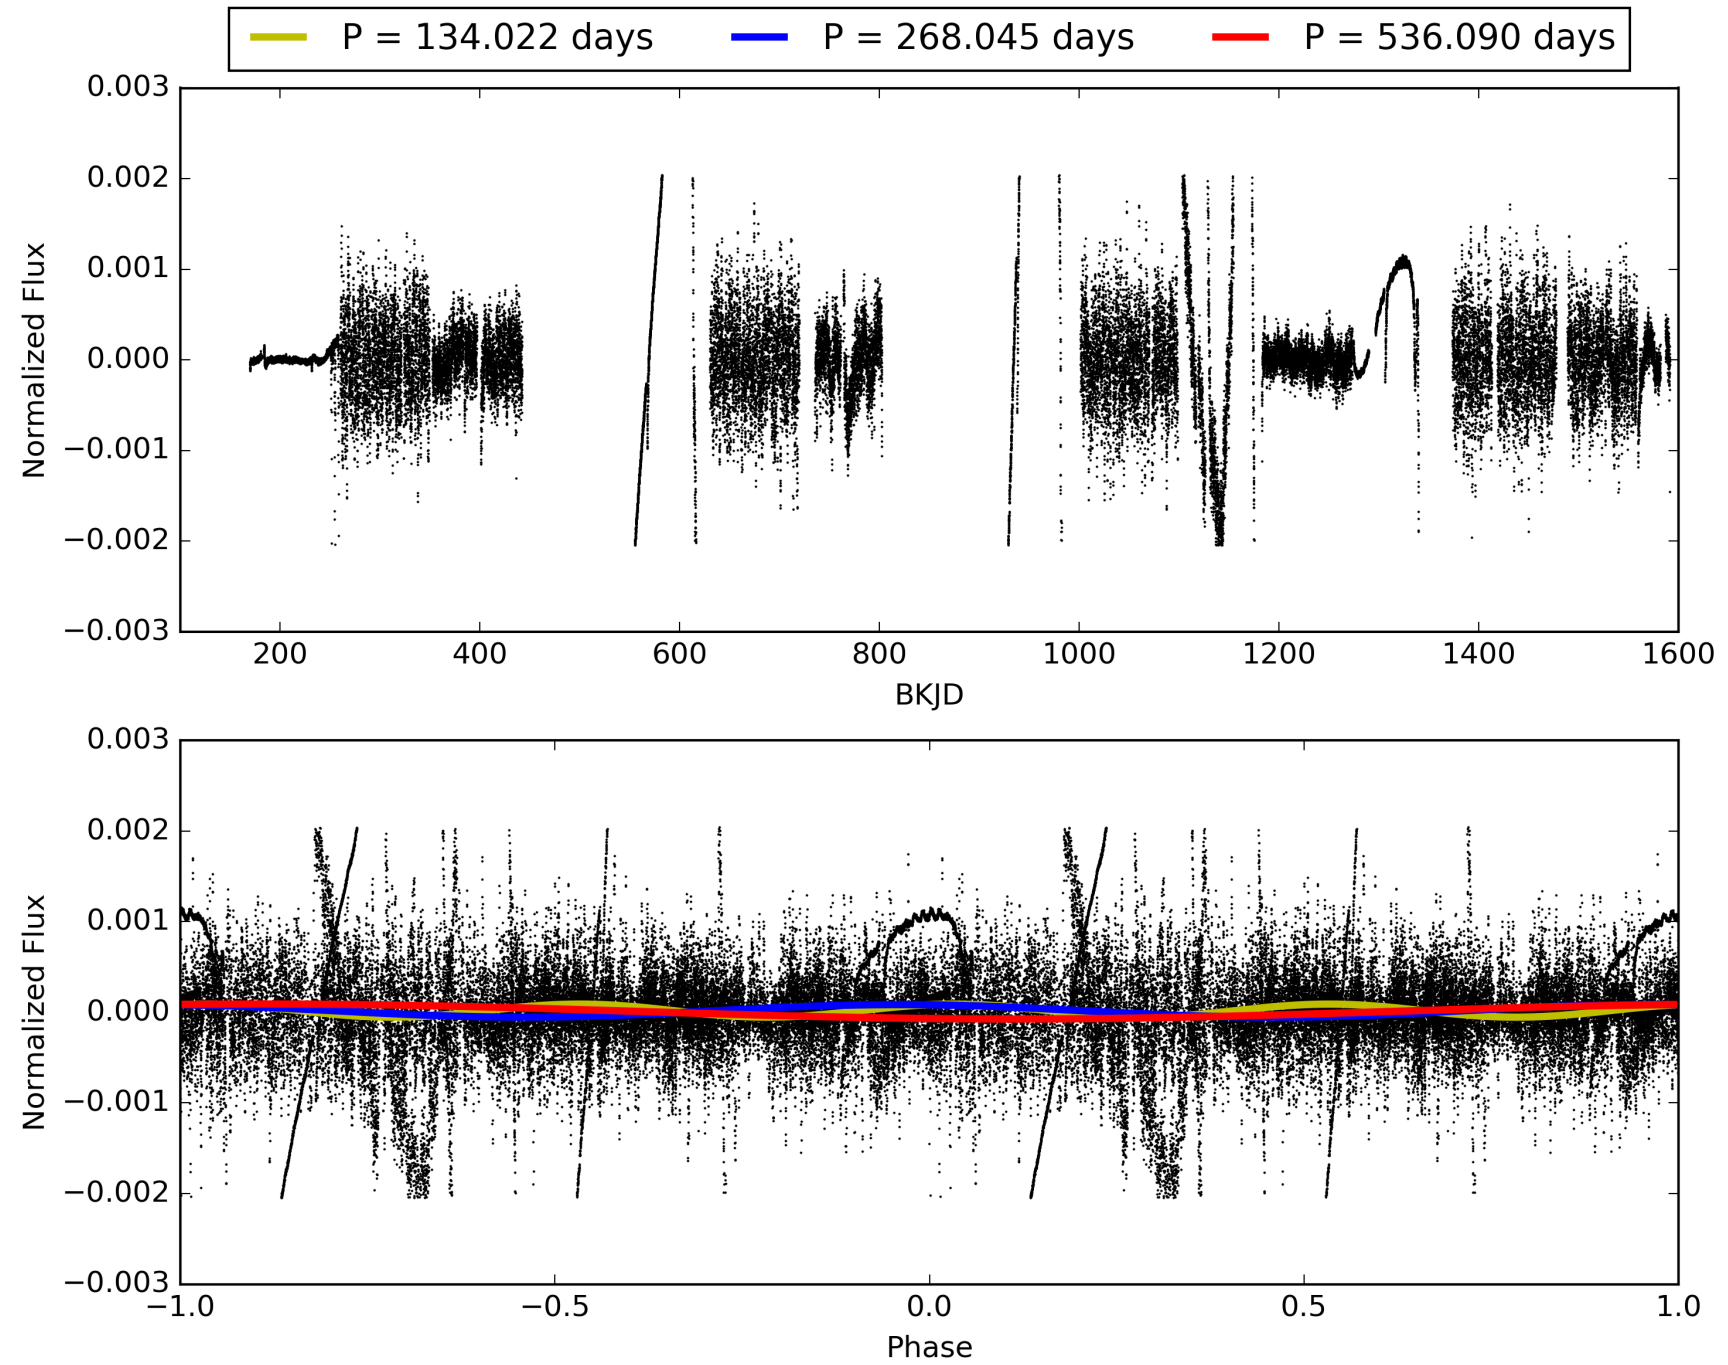 P = 134.022 days P = 268.045 days P = 536.090 days
0.003
0.002
0.001
0.000
−0.001
−0.002
−0.003
Normalized Flux
200 400 600 800 1000 1200 1400 1600
BKJD
0.003
0.002
0.001
0.000
−0.001
−0.002
−0.003
Normalized Flux
−1.0 −0.5 0.0 0.5 1.0
Phase